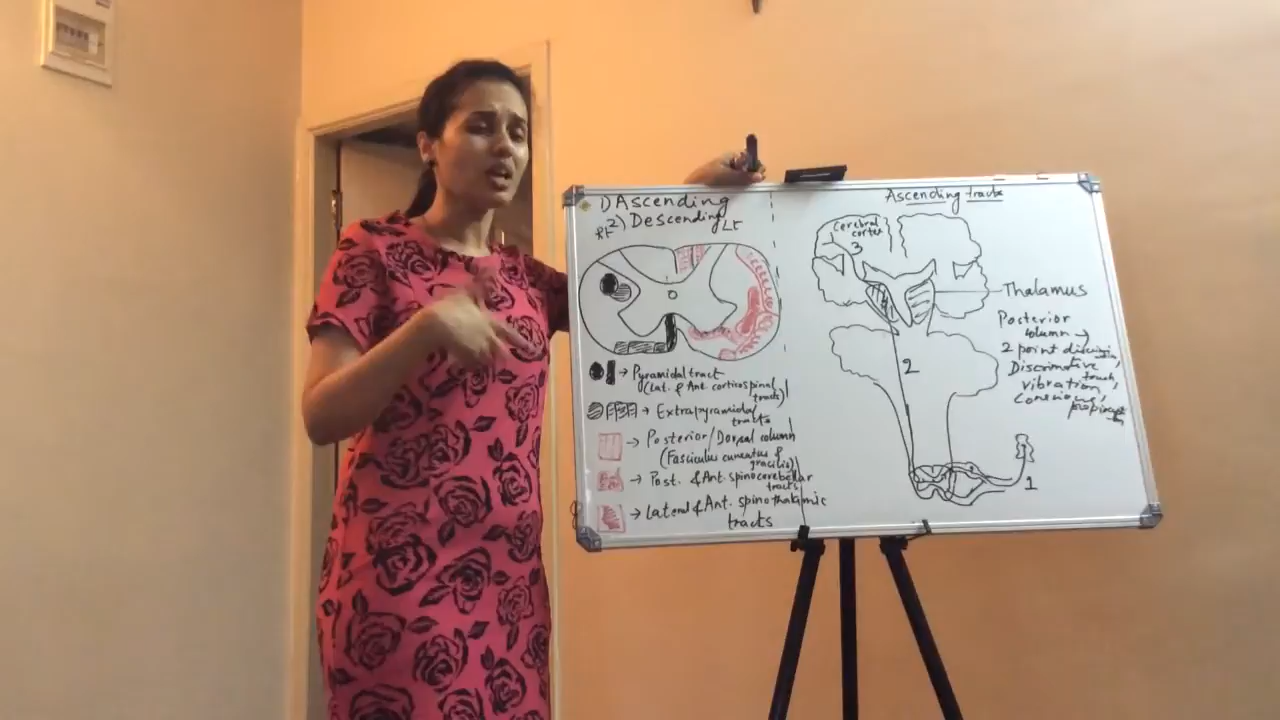 1) Ascending
2) Descending
Rt
Lt
→ Pyramidal tract
(Lat. & Ant. corticospinal
tracts)
→ Extrapyramidal
tracts
→ Posterior/Dorsal column
(Fasciculus cuneatus &
gracilis)
→ Post. & Ant. spinocerebellar
tracts
→ Lateral & Ant. spinothalamic
tracts
Ascending tracts
Cerebral
cortex
3
Thalamus
Posterior
column →
2 point
Discrimative
touch,
vibration,
2
1